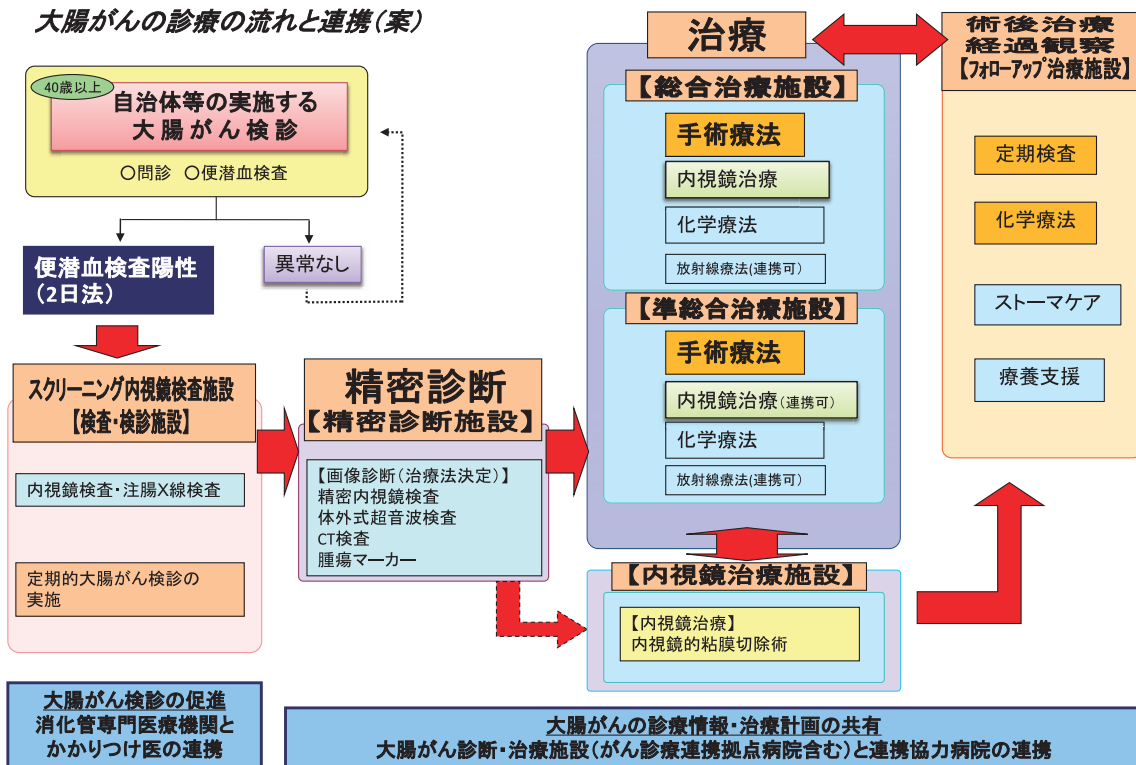 大腸がんの診療の流れと連携(案)
40歳以上
自治体等の実施する
大腸がん検診
○問診 ○便潜血検査
便潜血検査陽性
(2日法)
異常なし
スクリーニング内視鏡検査施設
【検査・検診施設】
内視鏡検査・注腸X線検査
定期的大腸がん検診の
実施
精密診断
【精密診断施設】
【画像診断(治療法決定)】
精密内視鏡検査
体外式超音波検査
CT検査
腫瘍マーカー
治療
【総合治療施設】
手術療法
内視鏡治療
化学療法
放射線療法(連携可)
【準総合治療施設】
手術療法
内視鏡治療(連携可)
化学療法
放射線療法(連携可)
【内視鏡治療施設】
【内視鏡治療】
内視鏡的粘膜切除術
術後治療
経過観察
【フォローアップ治療施設】
定期検査
化学療法
ストーマケア
療養支援
大腸がん検診の促進
消化管専門医療機関と
かかりつけ医の連携
大腸がんの診療情報・治療計画の共有
大腸がん診断・治療施設(がん診療連携拠点病院含む)と連携協力病院の連携